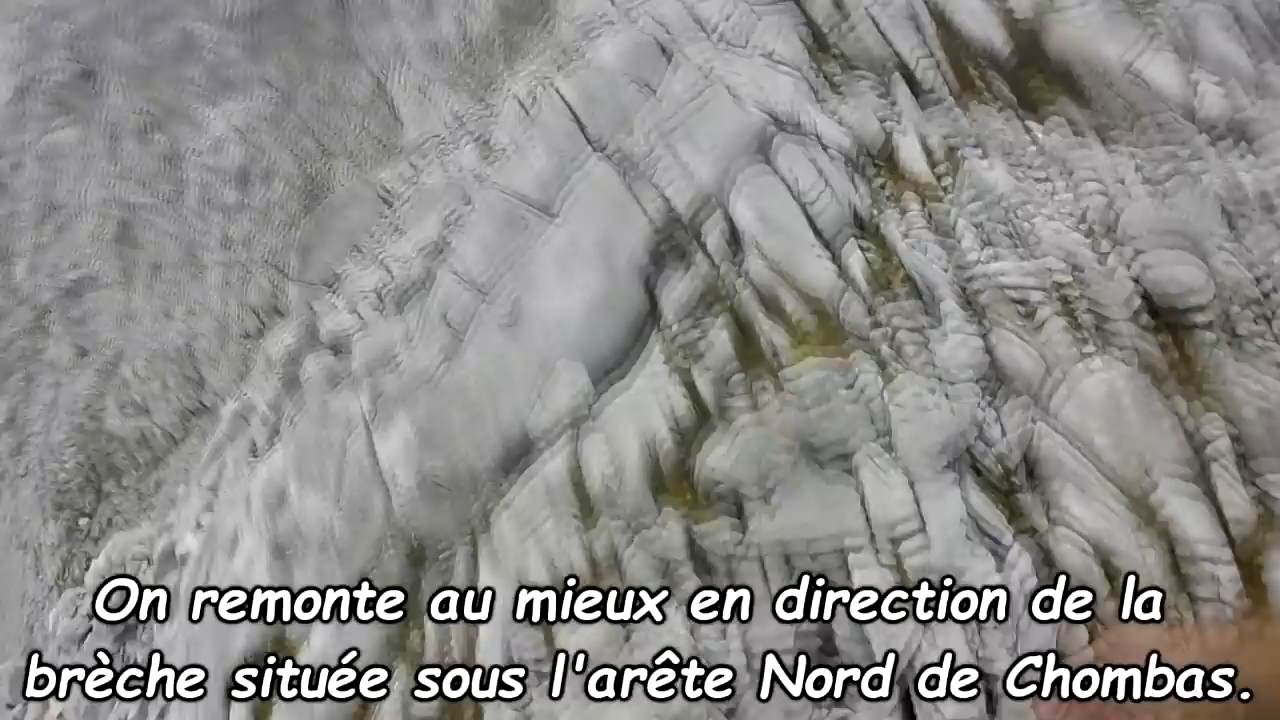 On remonte au mieux en direction de la
brèche située sous l'arête Nord de Chombas.